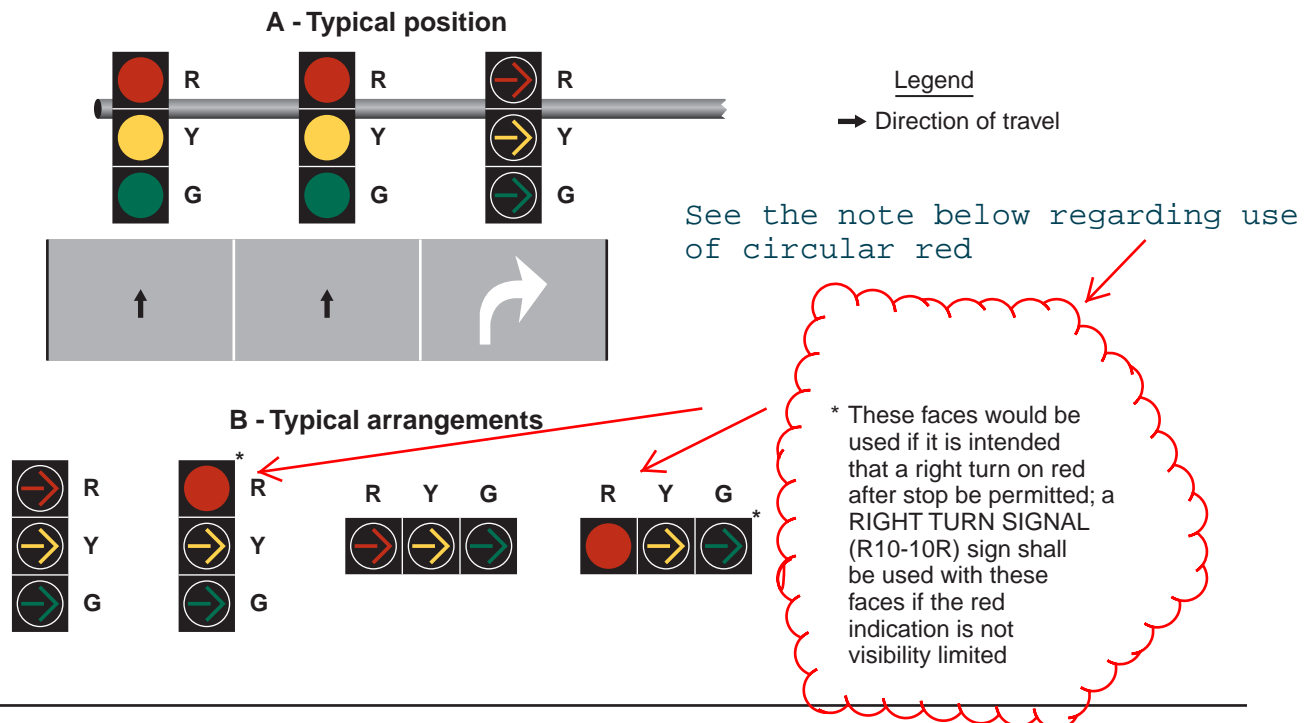 A - Typical position
R R R
Y Y Y
G G G
Legend
Direction of travel
See the note below regarding use
of circular red
B - Typical arrangements
*
R R
Y Y
G G
R Y G
R Y G
*
* These faces would be
used if it is intended
that a right turn on red
after stop be permitted; a
RIGHT TURN SIGNAL
(R10-10R) sign shall
be used with these
faces if the red
indication is not
visibility limited